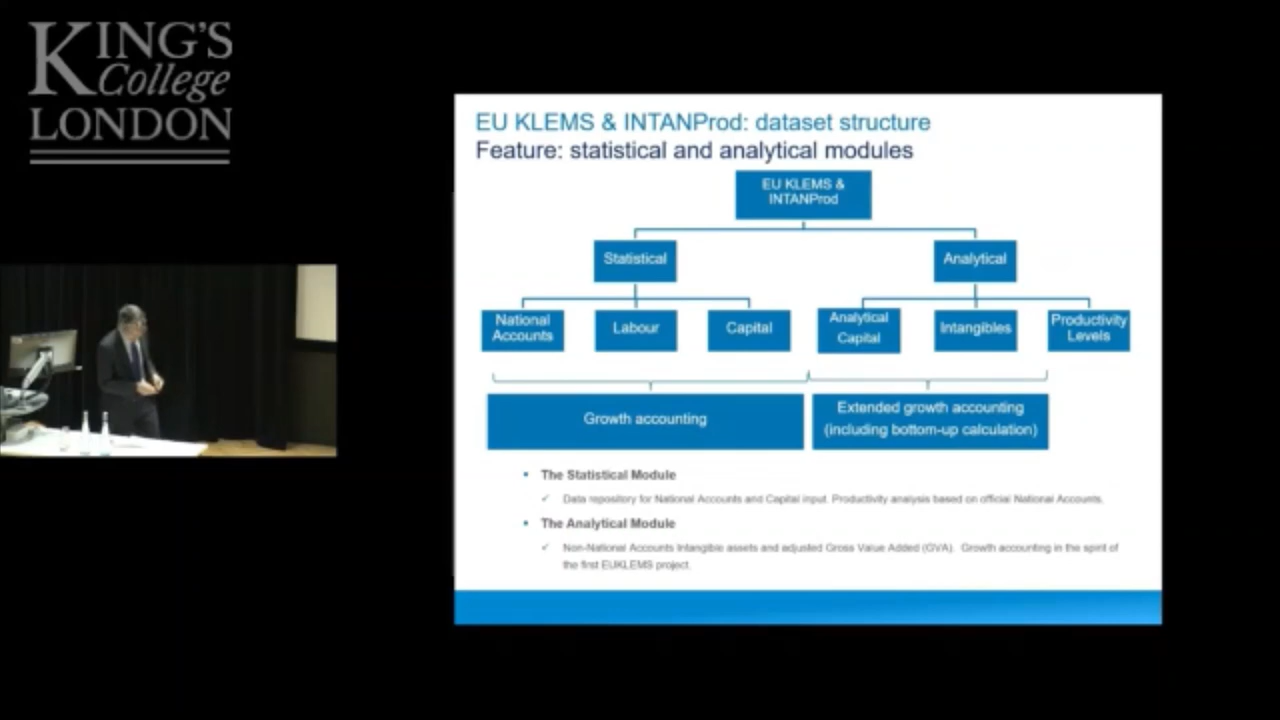 KING'S
College
LONDON
EU KLEMS & INTANProd: dataset structure
Feature: statistical and analytical modules
EU KLEMS &
INTANProd
Statistical
Analytical
National
Accounts
Labour
Capital
Analytical
Capital
Intangibles
Productivity
Levels
Growth accounting
Extended growth accounting
(including bottom-up calculation)
• The Statistical Module
✓ Data repository for National Accounts and Capital input. Productivity analysis based on official National Accounts.
• The Analytical Module
✓ Non-National Accounts Intangible assets and adjusted Gross Value Added (GVA). Growth accounting in the spirit of
the first EUKLEMS project.